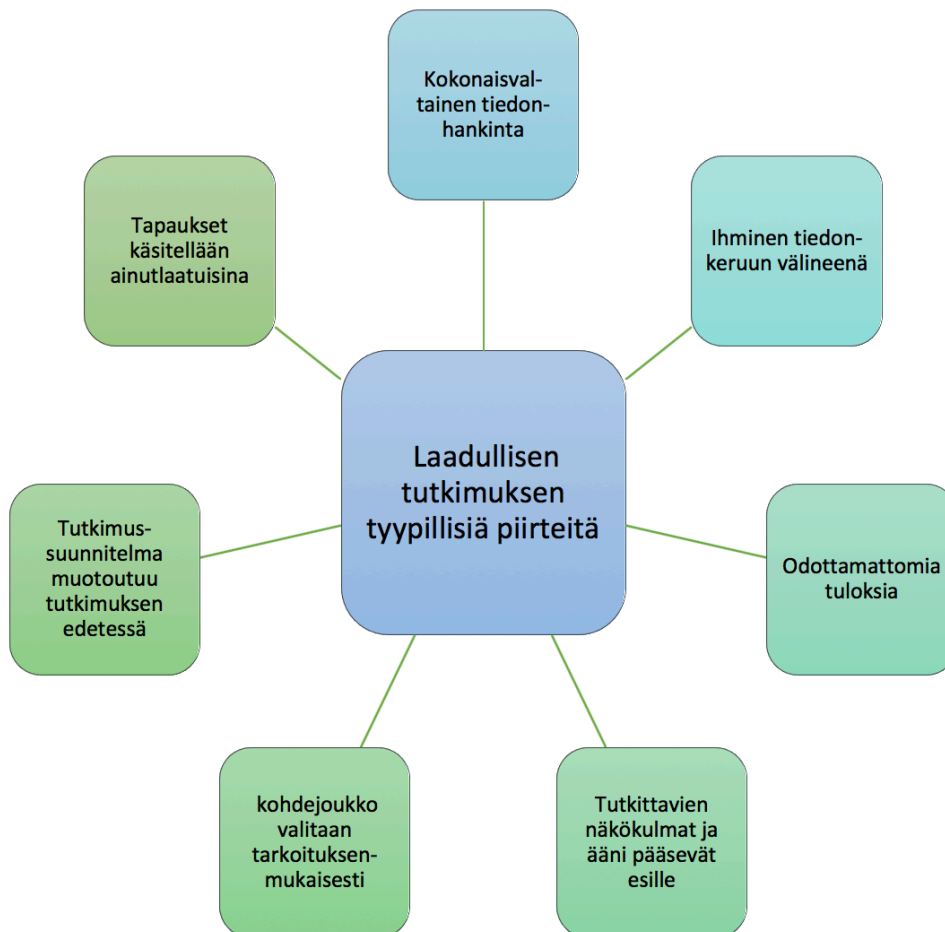 Kokonaisval-
tainen tiedon-
hankinta
Ihminen tiedon-
keruun välineenä
Odottamattomia
tuloksia
Tutkittavien
näkökulmat ja
ääni pääsevät
esille
kohdejoukko
valitaan
tarkoituksen-
mukaisesti
Tutkimus-
suunnitelma
muotoutuu
tutkimuksen
edetessä
Tapaukset
käsitellään
ainutlaatuisina
Laadullisen
tutkimuksen
tyypillisiä piirteitä